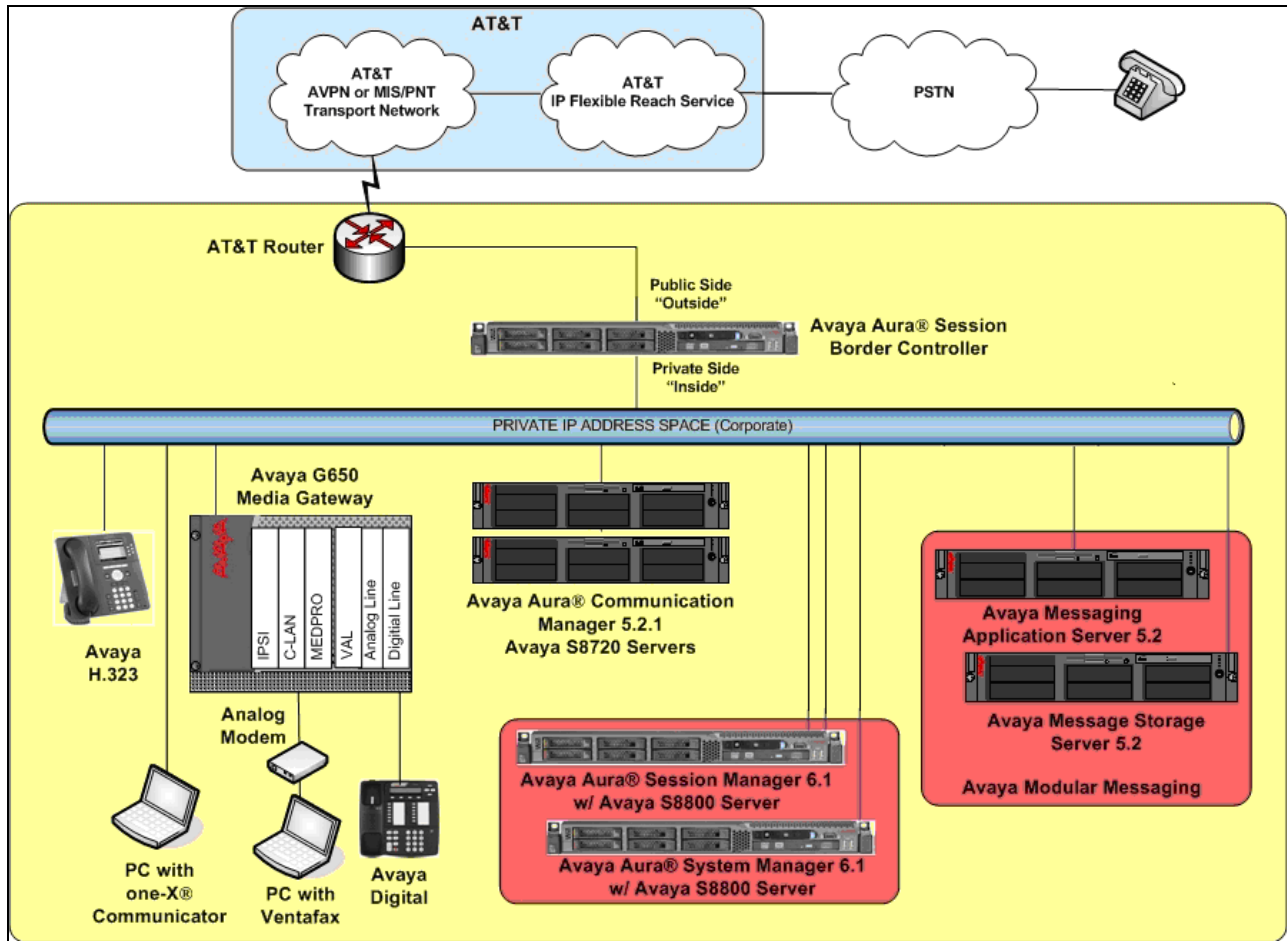 AT&T
AT&T
AVPN or MIS/PNT
Transport Network
AT&T
IP Flexible Reach Service
PSTN
AT&T Router
Public Side
“Outside”
Avaya Aura® Session
Border Controller
Private Side
“Inside”
PRIVATE IP ADDRESS SPACE (Corporate)
Avaya G650
Media Gateway
AVAYA
IPSI
C-LAN
MEDPRO
VAL
Analog Line
Digitial Line
Avaya
H.323
Avaya Aura® Communication
Manager 5.2.1
Avaya S8720 Servers
Avaya Messaging
Application Server 5.2
Avaya Message Storage
Server 5.2
Avaya Modular Messaging
Analog
Modem
Avaya Aura® Session Manager 6.1
w/ Avaya S8800 Server
Avaya Aura® System Manager 6.1
w/ Avaya S8800 Server
PC with
one-X®
Communicator
PC with
Ventafax
Avaya
Digital